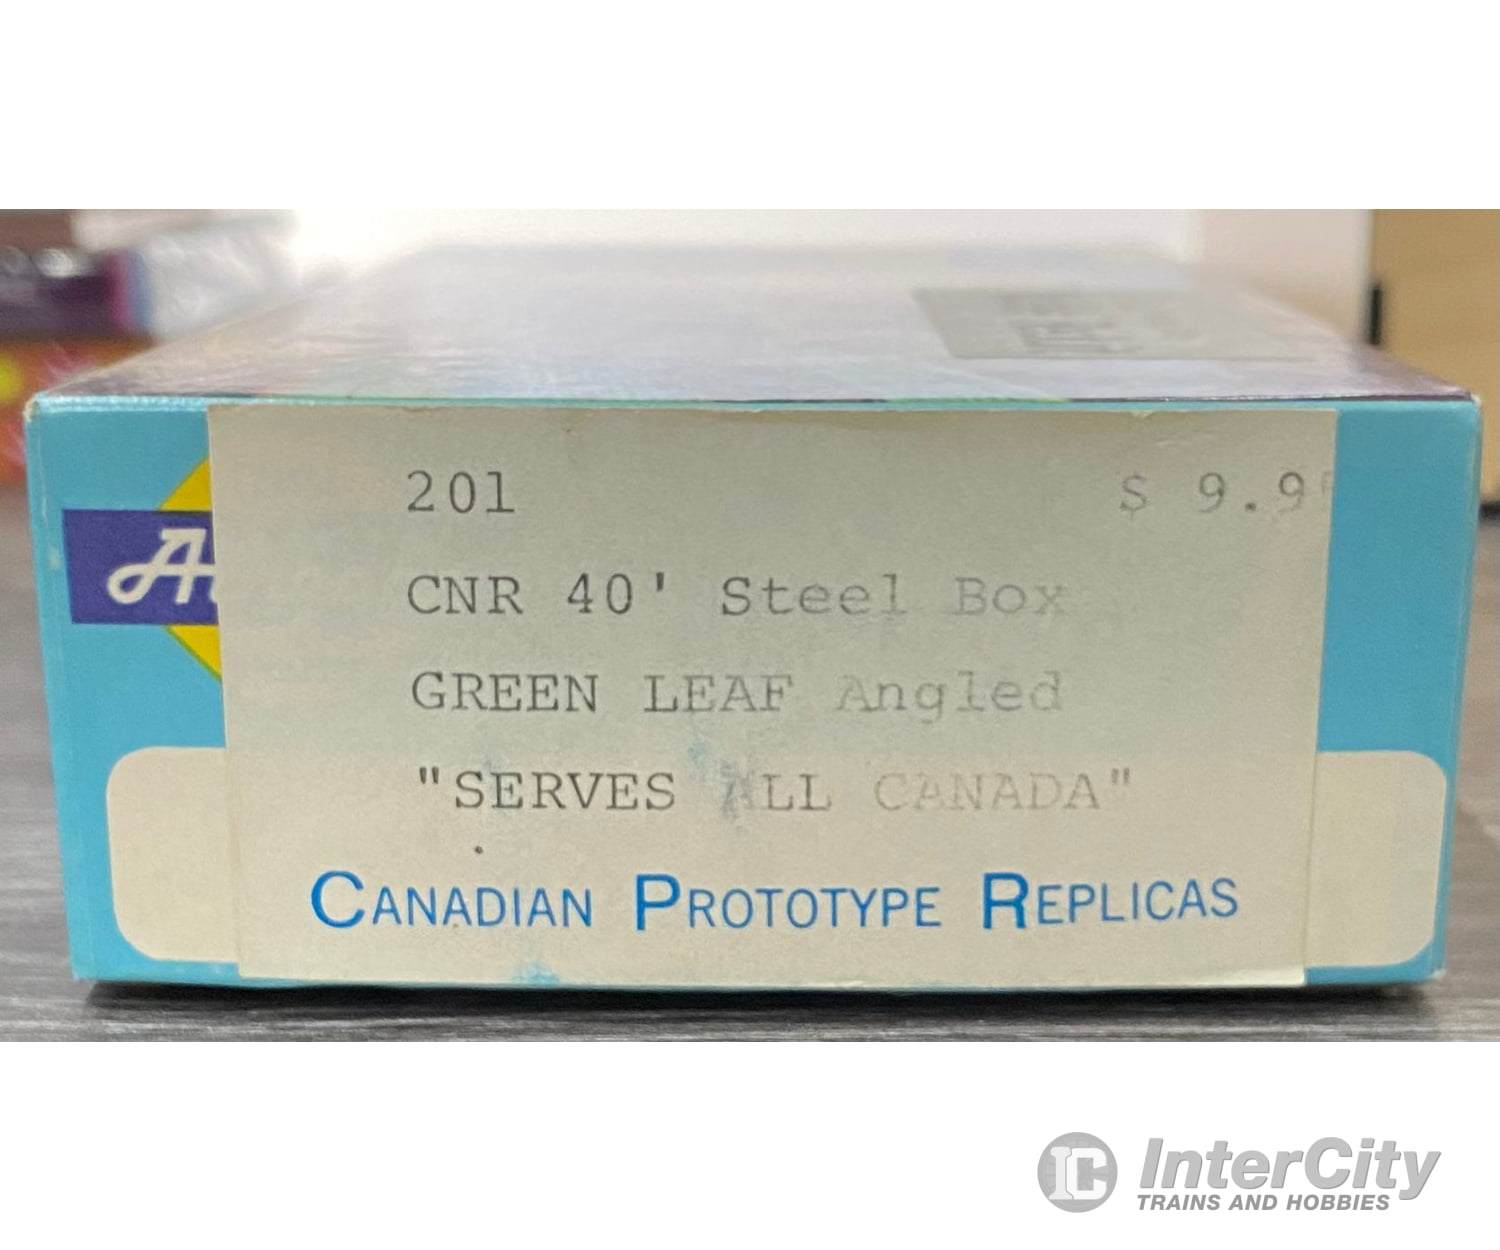 201 $ 9.9
CNR 40' Steel Box
GREEN LEAF Angled
"SERVES ALL CANADA"
CANADIAN PROTOTYPE REPLICAS
IC InterCity
TRAINS AND HOBBIES